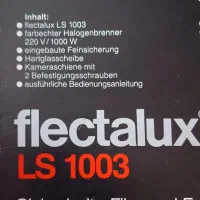 Inhalt:
● flectalux LS 1003
● farbechter Halogenbrenner
220 V/1000 W
● eingebaute Feinsicherung
● Hartglasscheibe
● Kameraschiene mit
2 Befestigungsschrauben
● ausführliche Bedienungsanleitung
flectalux
LS 1003